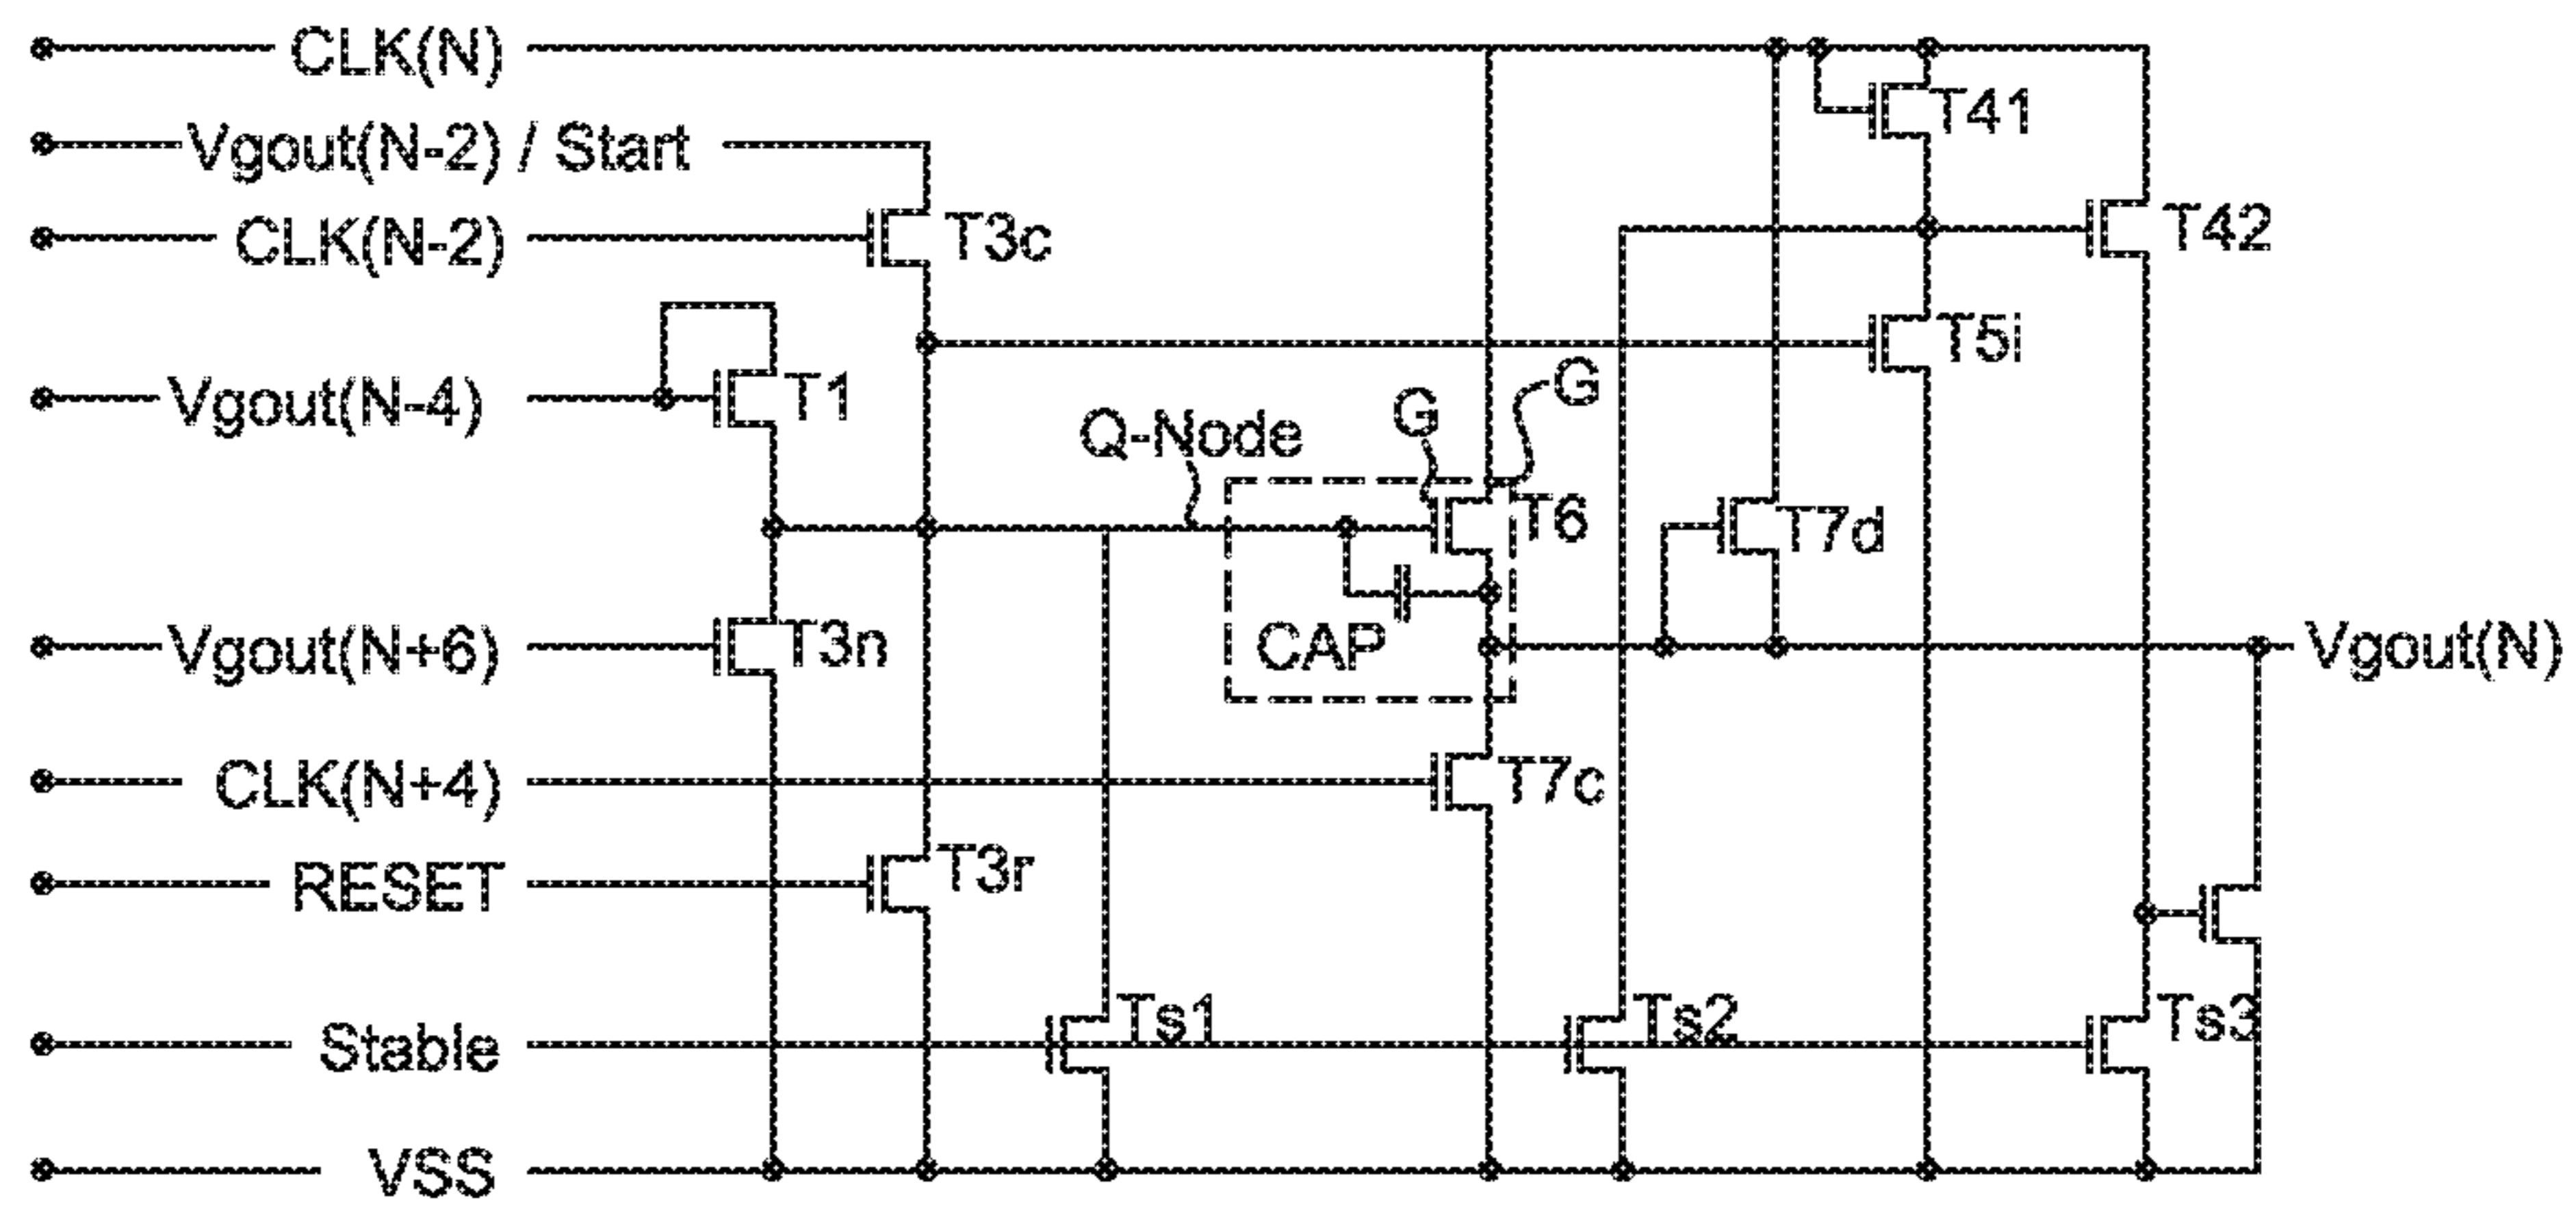 CLK(N)
T41
Vgout(N-2) / Start
CLK(N-2)
T3c
T42
T5i
Vgout(N-4)
T1
G
G
Q-Node
T6
T7d
CAP
Vgout(N+6)
T3n
Vgout(N)
CLK(N+4)
T7c
RESET
T3r
Stable
Ts1
Ts2
Ts3
VSS